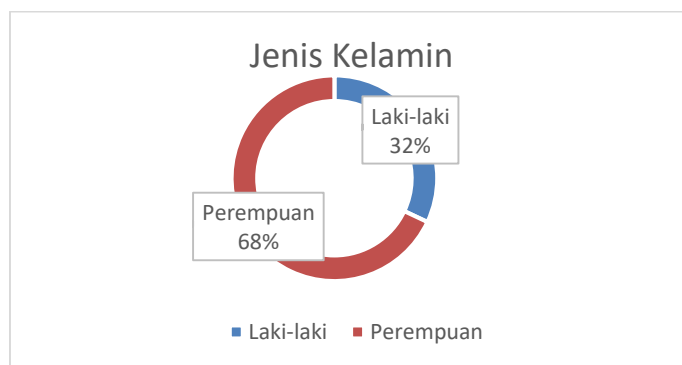 Jenis Kelamin
Laki-laki
32%
Perempuan
68%
Laki-laki Perempuan